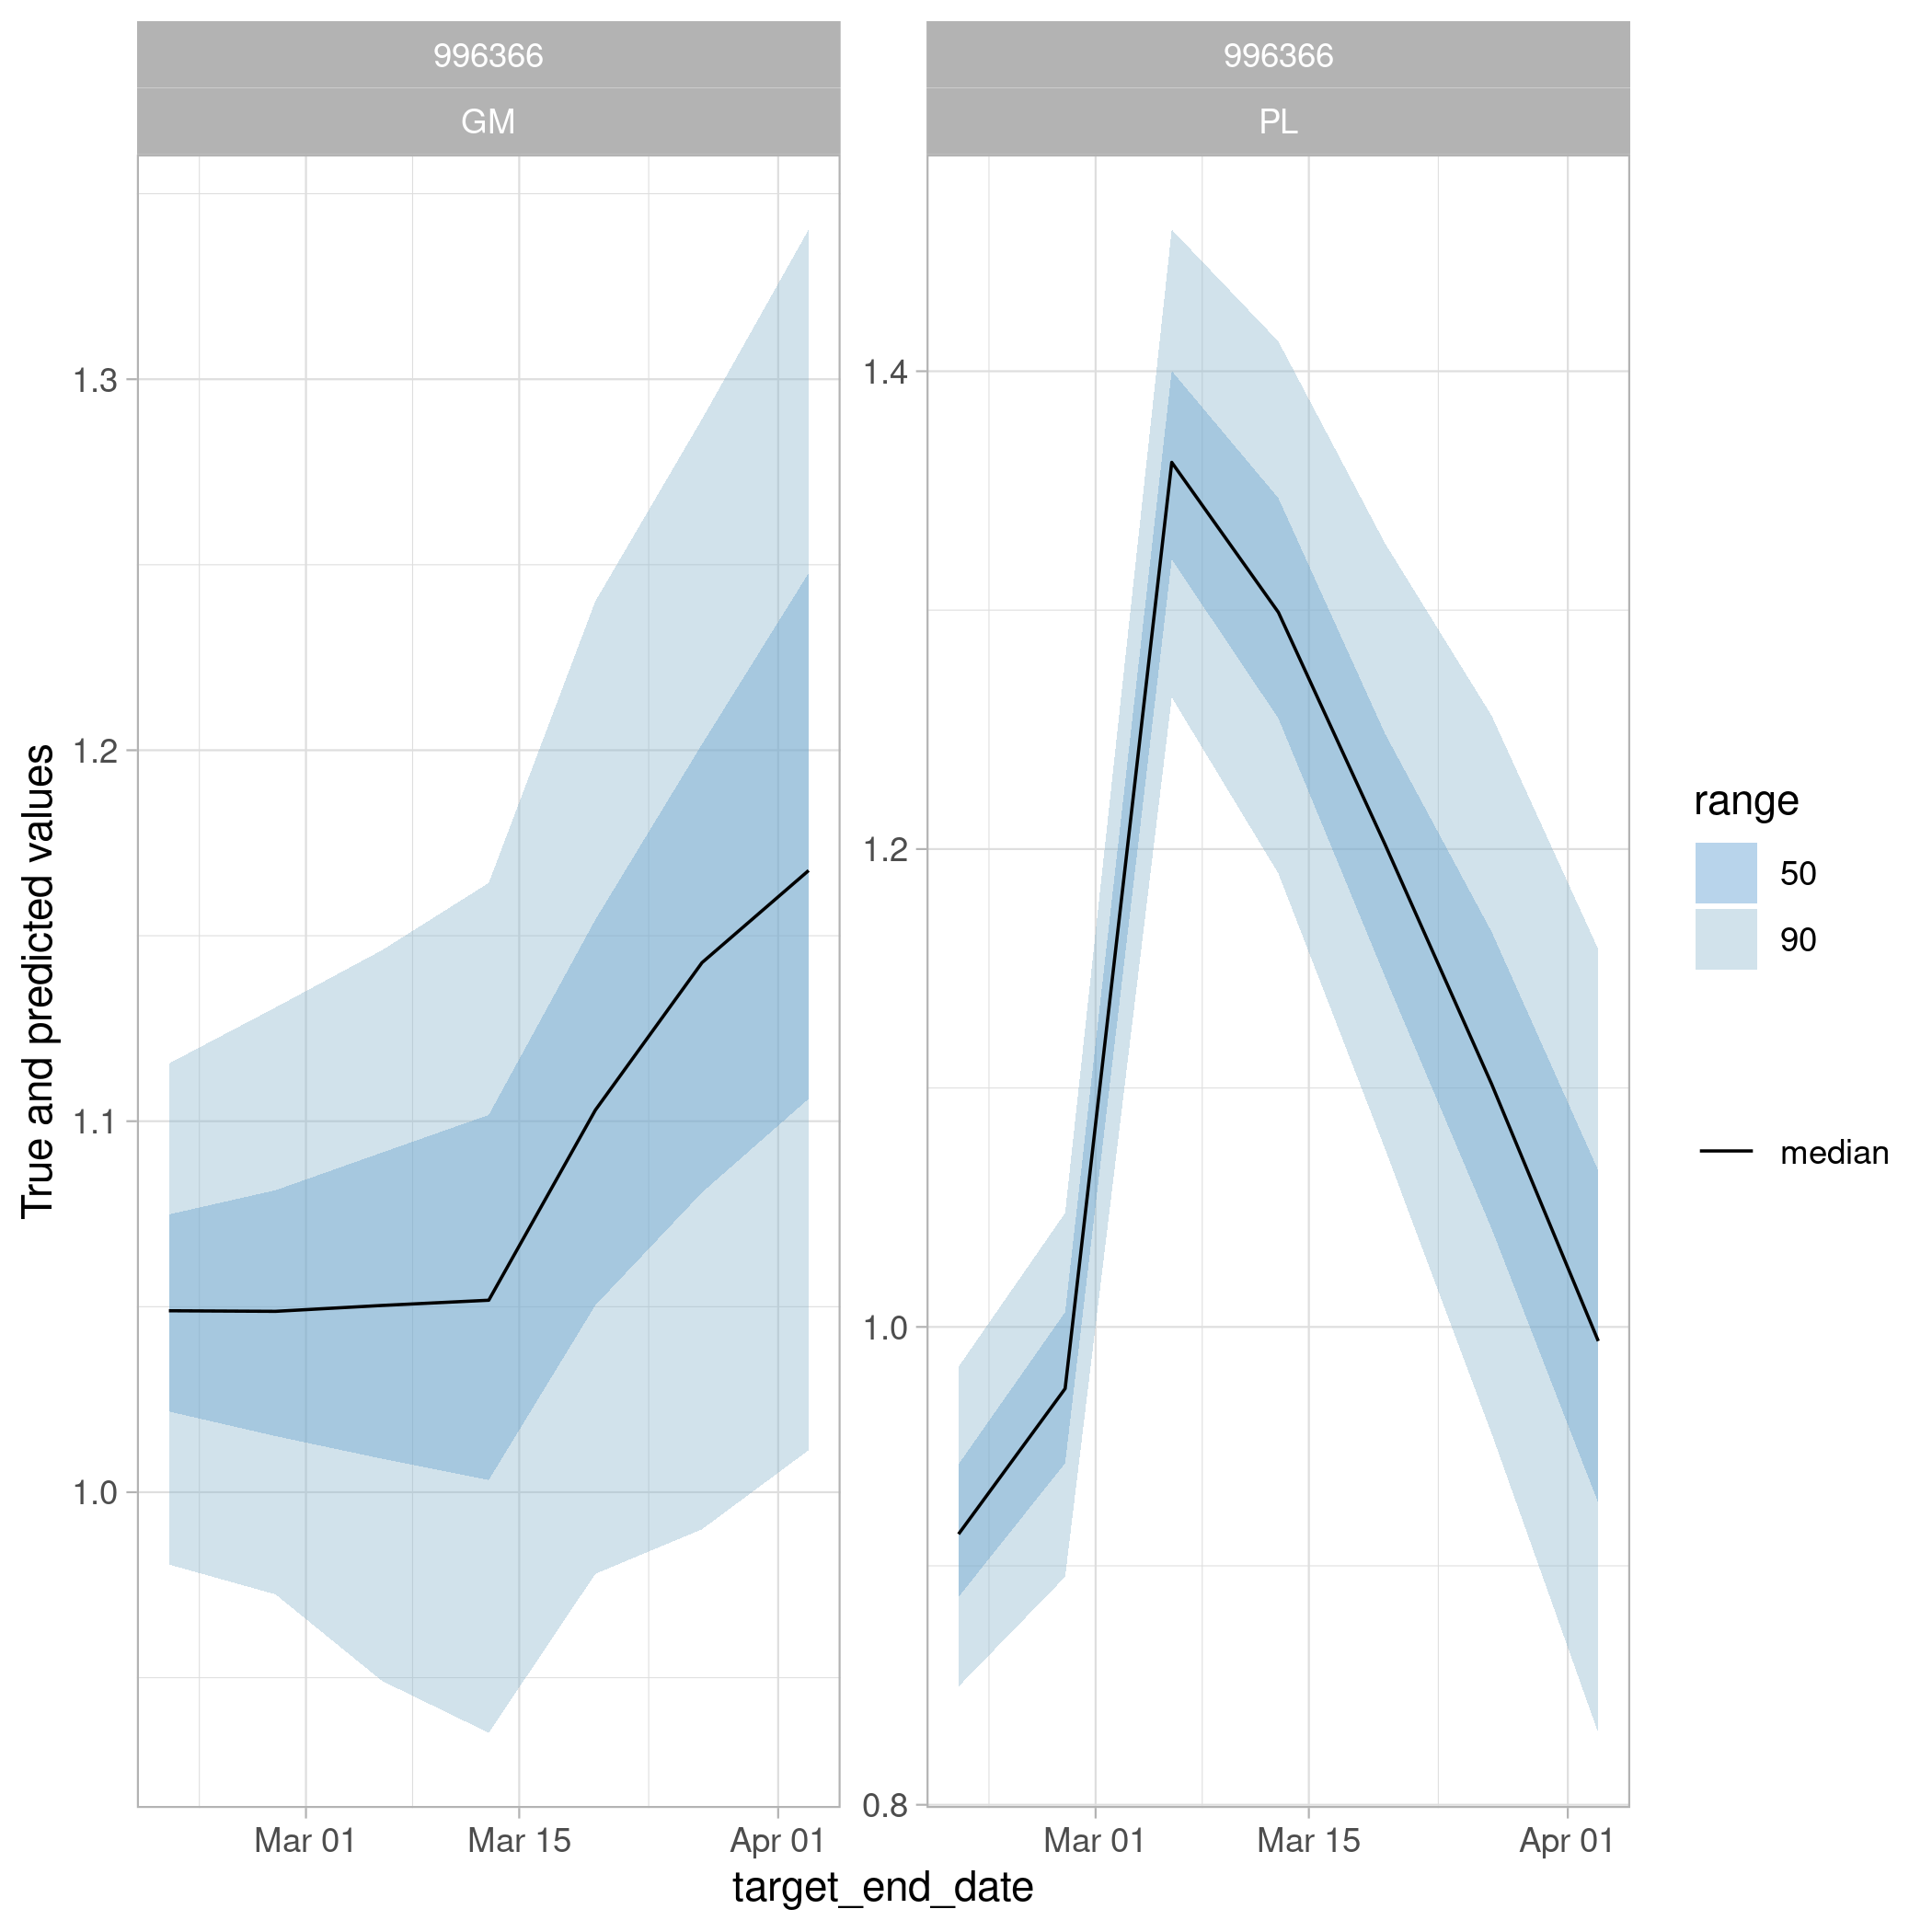 996366
GM
996366
PL
True and predicted values
1.3
1.2
1.1
1.0
1.4
1.2
1.0
0.8
Mar 01
Mar 15
Apr 01
Mar 01
Mar 15
Apr 01
target_end_date
range
50
90
median